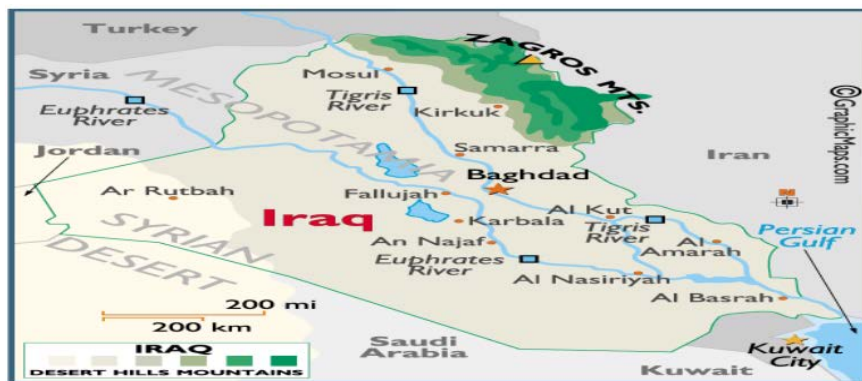 Turkey
ZAGROS MTS.
Mosul
Syria
MESOPOTAMIA
Tigris
River
Euphrates
River
Kirkuk
©GraphicMaps.com
Samarra
Jordan
Iran
Baghdad
Ar Rutbah
Fallujah
Iraq
Al Kut
Karbala
Tigris
River
Persian
Gulf
SYRIAN
DESERT
An Najaf
Al
Amarah
Euphrates
River
Al Nasiriyah
Al Basrah
200 mi
200 km
Saudi
Arabia
IRAQ
DESERT HILLS MOUNTAINS
Kuwait
City
Kuwait